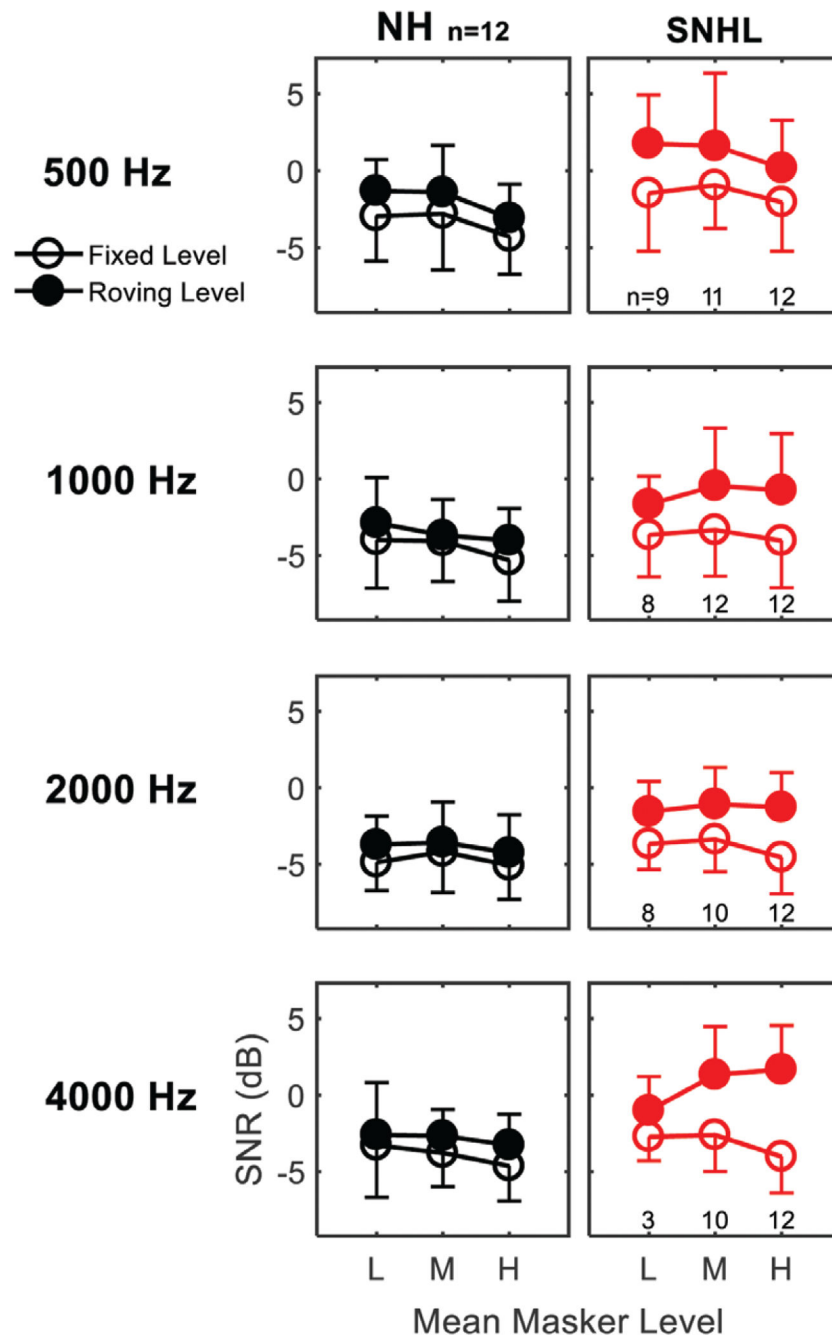 NH n=12 SNHL
500 Hz
5
0
-5
Fixed Level
Roving Level
n=9 11 12
1000 Hz
5
0
-5
8 12 12
2000 Hz
5
0
-5
8 10 12
4000 Hz
SNR (dB)
5
0
-5
3 10 12
L M H L M H
Mean Masker Level